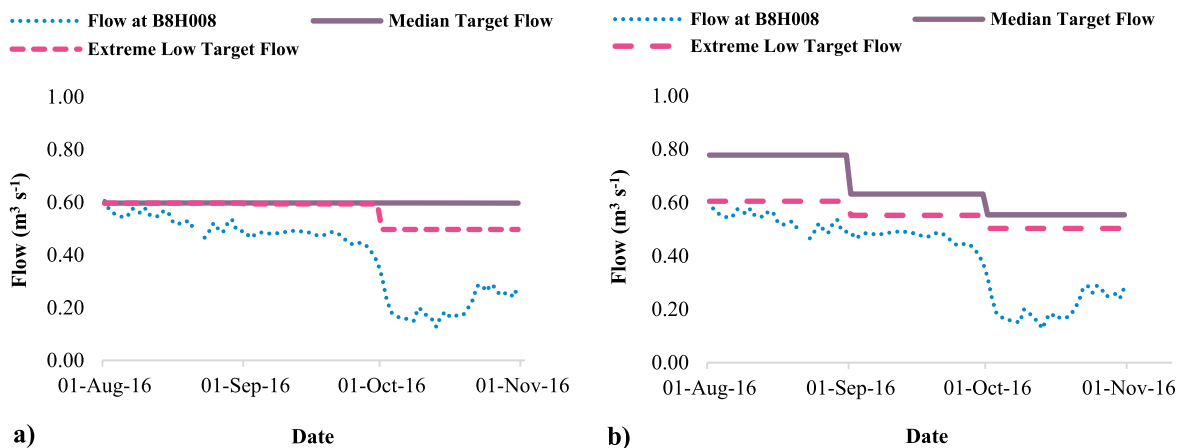 Flow at B8H008
Median Target Flow
Extreme Low Target Flow
Flow (m³ s⁻¹)
1.00
0.80
0.60
0.40
0.20
0.00
01-Aug-16
01-Sep-16
01-Oct-16
01-Nov-16
a)
Date
Flow at B8H008
Median Target Flow
Extreme Low Target Flow
Flow (m³ s⁻¹)
1.00
0.80
0.60
0.40
0.20
0.00
01-Aug-16
01-Sep-16
01-Oct-16
01-Nov-16
b)
Date